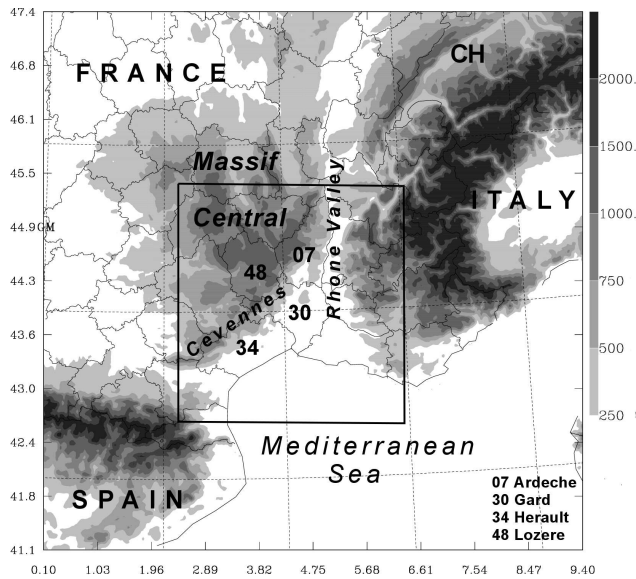 47.4
46.8
46.1
45.5
44.9GM
44.3
43.6
43.0
42.4
41.8
41.1
0.10 1.03 1.96 2.89 3.82 4.75 5.68 6.61 7.54 8.47 9.40
FRANCE
CH
Massif
Central
Rhone Valley
ITALY
07
48
30
Cevennes
34
Mediterranean
Sea
SPAIN
07 Ardeche
30 Gard
34 Herault
48 Lozere
2000.
1000.
750
500
250